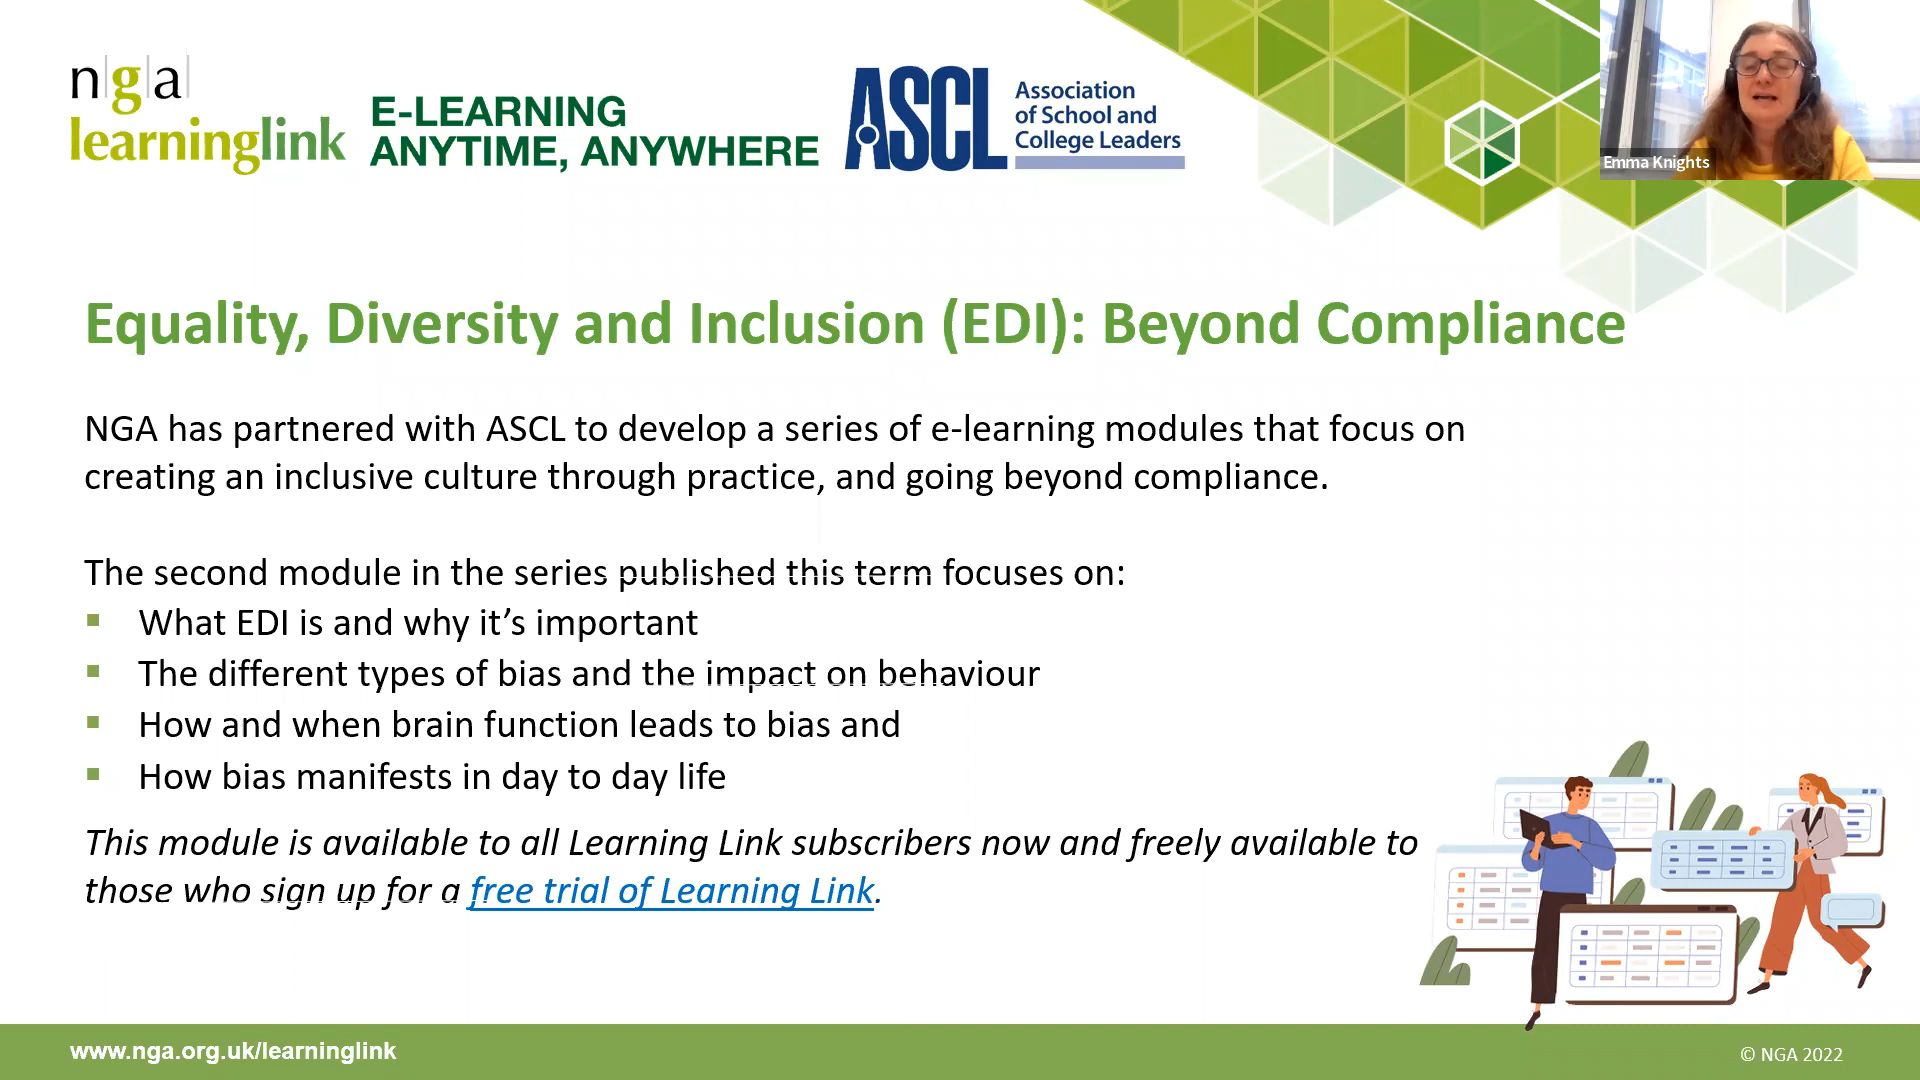 n|g|a|
learninglink
E-LEARNING
ANYTIME, ANYWHERE
ASCL
Association
of School and
College Leaders
Emma Knights
Equality, Diversity and Inclusion (EDI): Beyond Compliance
NGA has partnered with ASCL to develop a series of e-learning modules that focus on
creating an inclusive culture through practice, and going beyond compliance.
The second module in the series published this term focuses on:
▪ What EDI is and why it’s important
▪ The different types of bias and the impact on behaviour
▪ How and when brain function leads to bias and
▪ How bias manifests in day to day life
This module is available to all Learning Link subscribers now and freely available to
those who sign up for a free trial of Learning Link.
www.nga.org.uk/learninglink
© NGA 2022